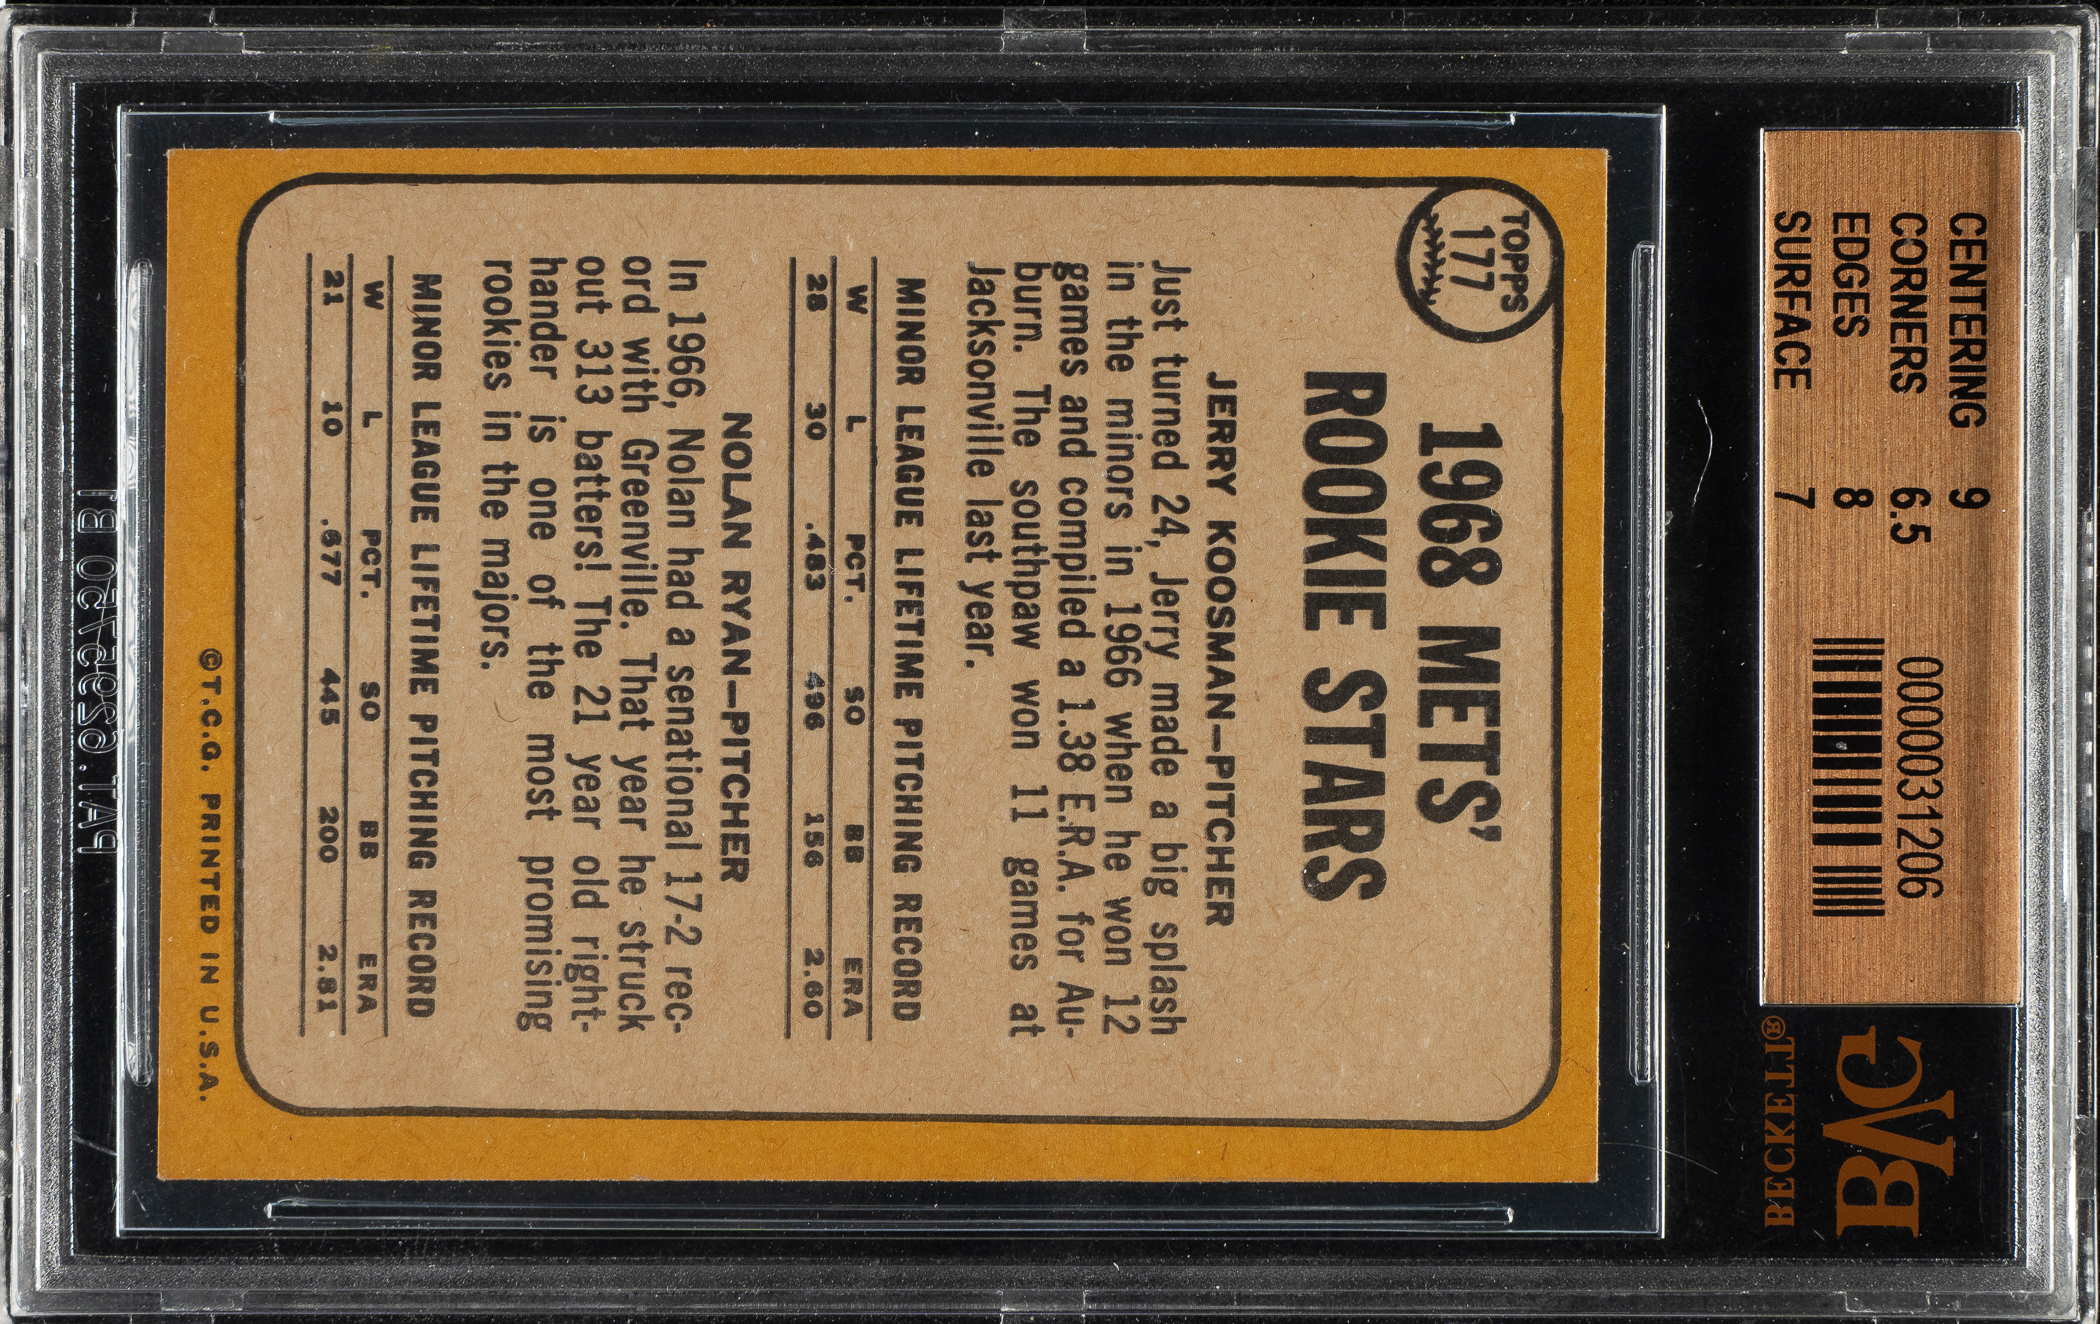 CENTERING 9
CORNERS 6.5 0000031206
EDGES 8
SURFACE 7
BVG
BECKETT®
TOPPS
177
1968 METS'
ROOKIE STARS
JERRY KOOSMAN—PITCHER
Just turned 24, Jerry made a big splash
in the minors in 1966 when he won 12
games and compiled a 1.38 E.R.A. for Au-
burn. The southpaw won 11 games at
Jacksonville last year.
MINOR LEAGUE LIFETIME PITCHING RECORD
W L PCT. SO BB ERA
28 30 .483 496 156 2.60
NOLAN RYAN—PITCHER
In 1966, Nolan had a senational 17-2 rec-
ord with Greenville. That year he struck
out 313 batters! The 21 year old right-
hander is one of the most promising
rookies in the majors.
MINOR LEAGUE LIFETIME PITCHING RECORD
W L PCT. SO BB ERA
21 10 .677 445 200 2.81
©T.C.G. PRINTED IN U.S.A.